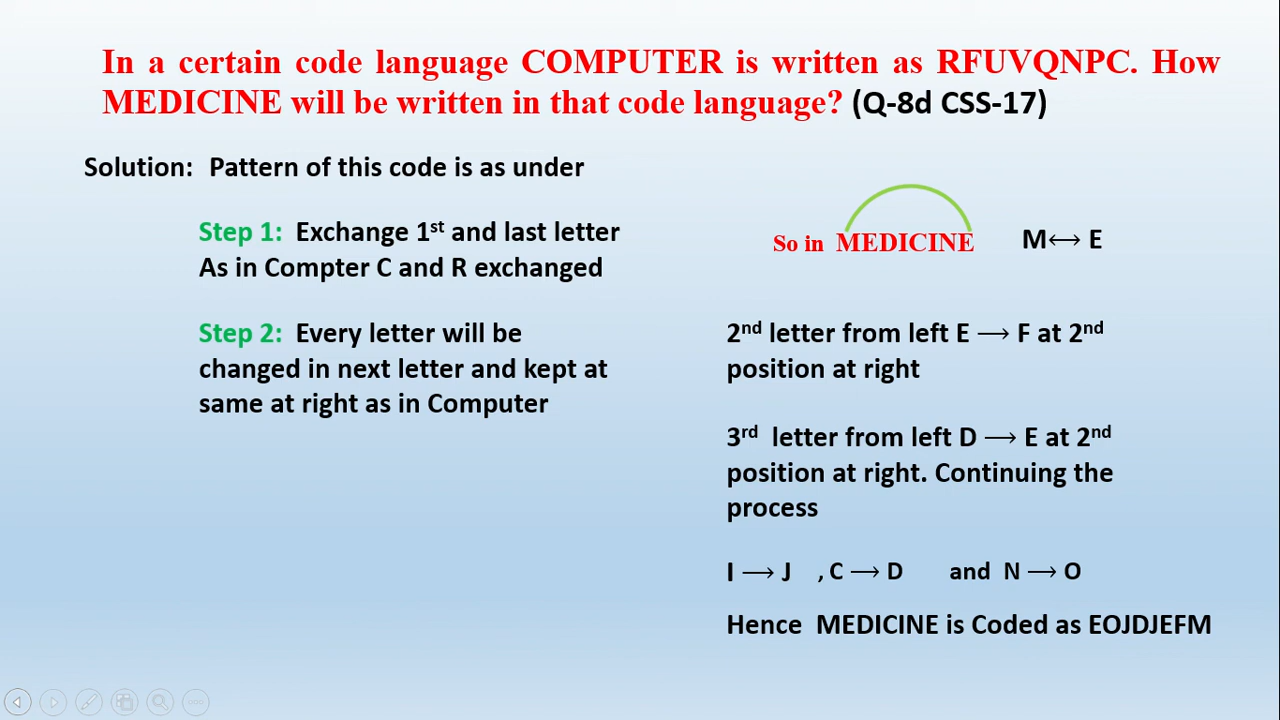 In a certain code language COMPUTER is written as RFUVQNPC. How
MEDICINE will be written in that code language? (Q-8d CSS-17)
Solution: Pattern of this code is as under
Step 1: Exchange 1st and last letter
As in Compter C and R exchanged
Step 2: Every letter will be
changed in next letter and kept at
same at right as in Computer
So in MEDICINE M⟷ E
2nd letter from left E ⟶ F at 2nd
position at right
3rd letter from left D ⟶ E at 2nd
position at right. Continuing the
process
I ⟶ J , C ⟶ D and N ⟶ O
Hence MEDICINE is Coded as EOJDJEFM